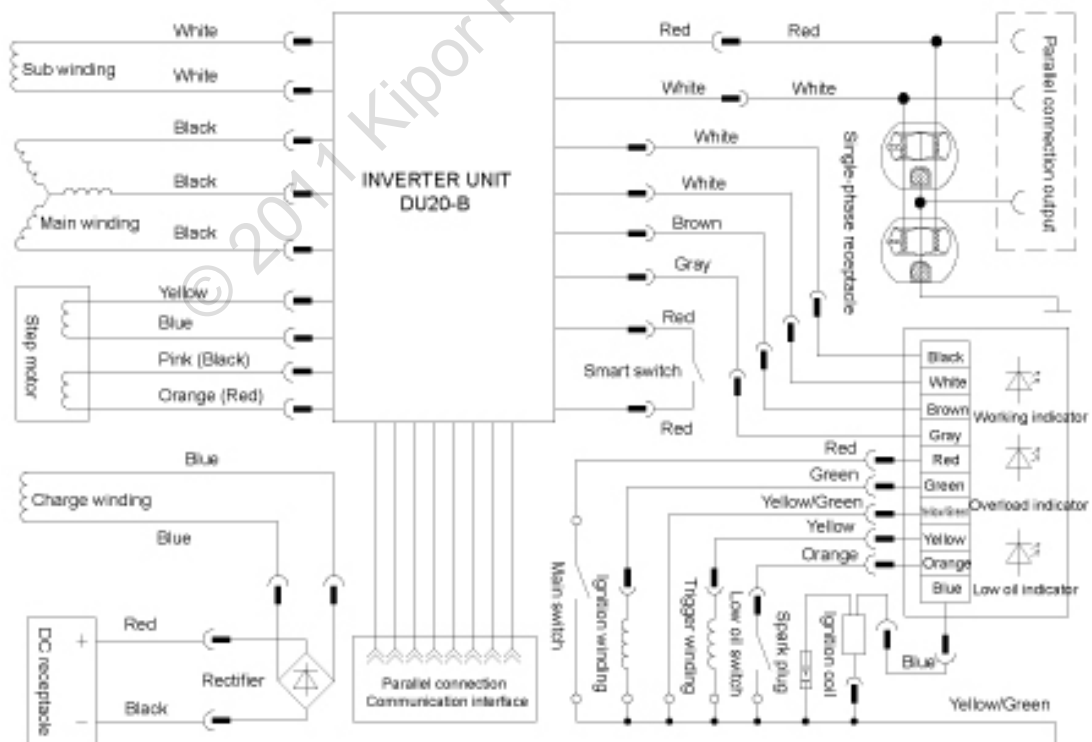 White
Sub winding
White
Black
Black
Main winding
Black
Yellow
Blue
Pink (Black)
Orange (Red)
Step motor
Blue
Charge winding
Blue
DC receptacle
+
−
Red
Black
Rectifier
INVERTER UNIT
DU20-B
© 2011 Kipor
Parallel connection
Communication interface
Red
Red
White
White
White
White
Brown
Gray
Red
Smart switch
Red
Single-phase receptacle
Parallel connection output
Black
White
Brown
Gray
Red
Green
Yellow/Green
Yellow
Orange
Blue
Working indicator
Overload indicator
Low oil indicator
Red
Green
Yellow/Green
Yellow
Orange
Main switch
Ignition winding
Trigger winding
Low oil switch
Spark plug
Ignition coil
Blue
Yellow/Green